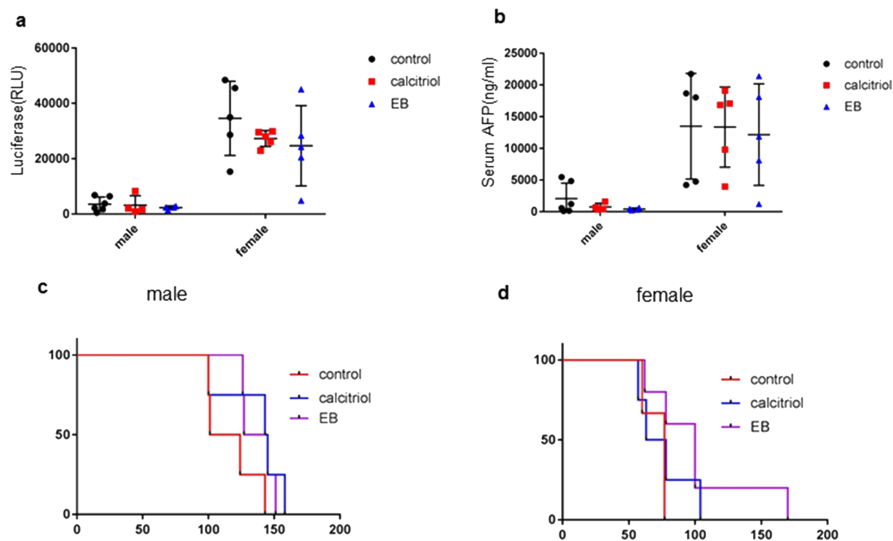 a
60000
40000
20000
0
Luciferase(RLU)
male
female
control
calcitriol
EB
b
25000
20000
15000
10000
5000
0
Serum AFP(ng/ml)
male
female
control
calcitriol
EB
c
male
100
50
0
0 50 100 150 200
control
calcitriol
EB
d
female
100
50
0
0 50 100 150 200
control
calcitriol
EB